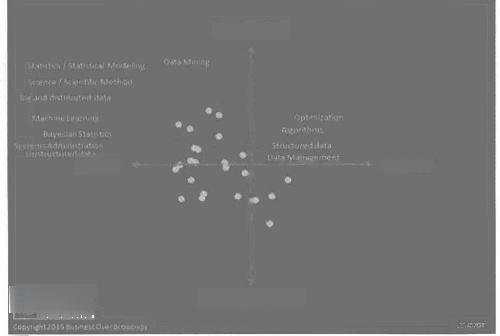 Data Mining
Statistics / Statistical Modeling
Science / Scientific Method
Big and distributed data
Machine Learning
Optimization
Bayesian Statistics
Algorithms
Systems Administration
Structured data
Unstructured data
Data Management
Copyright 2015 Business Over Broadway